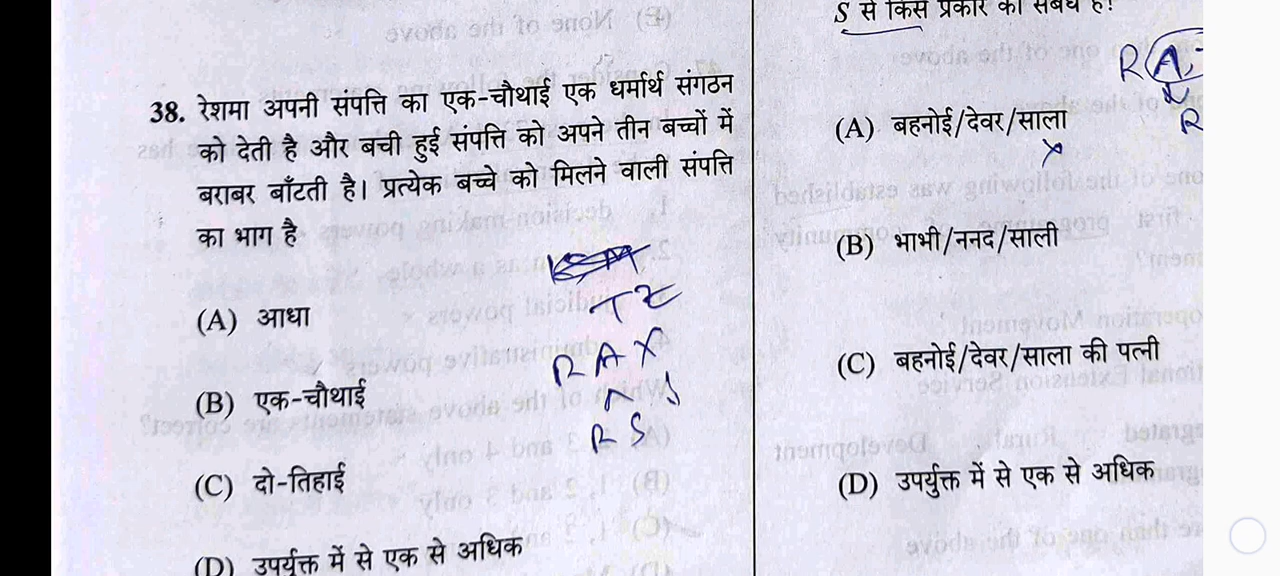 38. रेशमा अपनी संपत्ति का एक-चौथाई एक धर्मार्थ संगठन
को देती है और बची हुई संपत्ति को अपने तीन बच्चों में
बराबर बाँटती है। प्रत्येक बच्चे को मिलने वाली संपत्ति
का भाग है
(A) आधा
(B) एक-चौथाई
(C) दो-तिहाई
(D) उपर्युक्त में से एक से अधिक
R A X
R S
S से किस प्रकार का संबंध है?
R A,
R
(A) बहनोई/देवर/साला
(B) भाभी/ननद/साली
(C) बहनोई/देवर/साला की पत्नी
(D) उपर्युक्त में से एक से अधिक